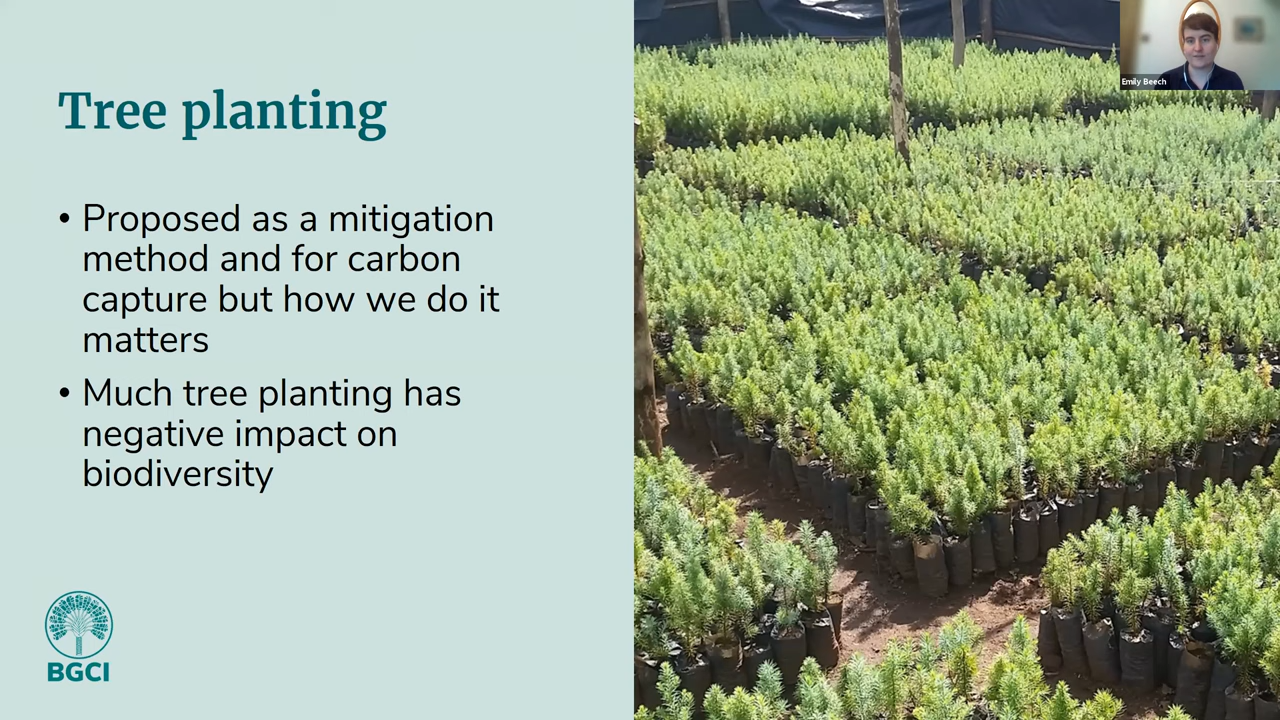 Tree planting
• Proposed as a mitigation
method and for carbon
capture but how we do it
matters
• Much tree planting has
negative impact on
biodiversity
BGCI
Emily Beech